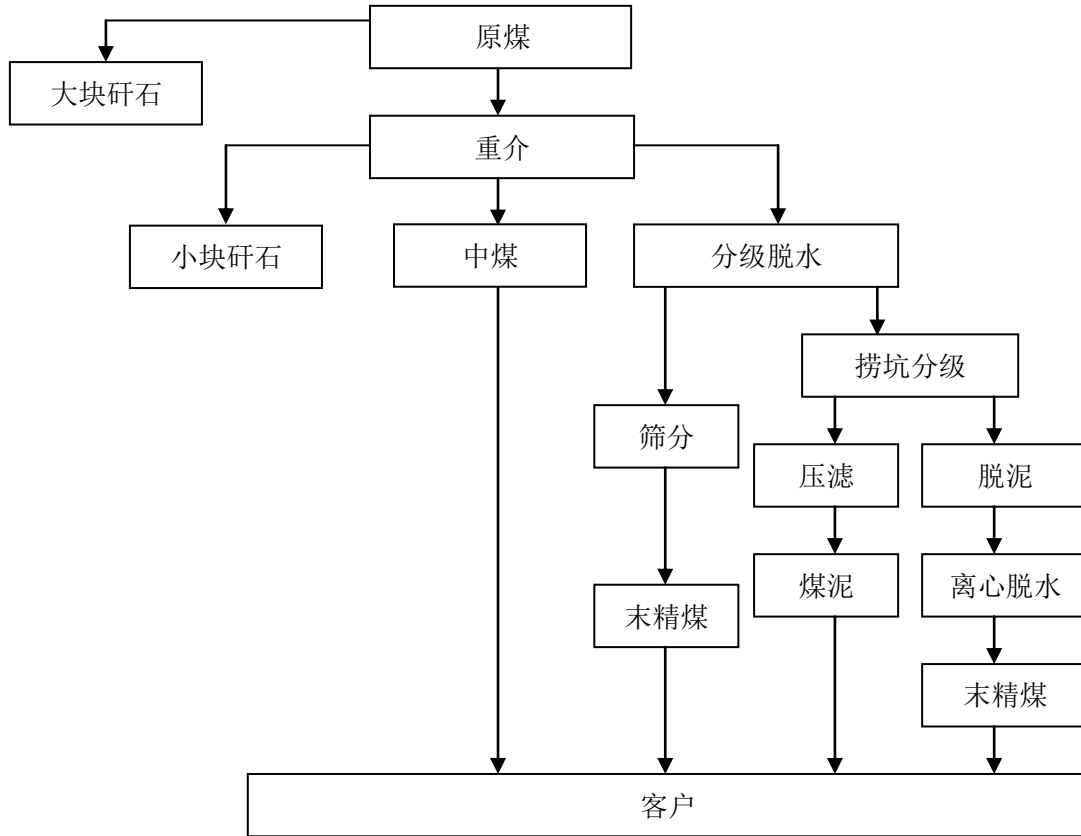 原煤
大块矸石
重介
小块矸石
中煤
分级脱水
捞坑分级
筛分
压滤
脱泥
末精煤
煤泥
离心脱水
末精煤
客户